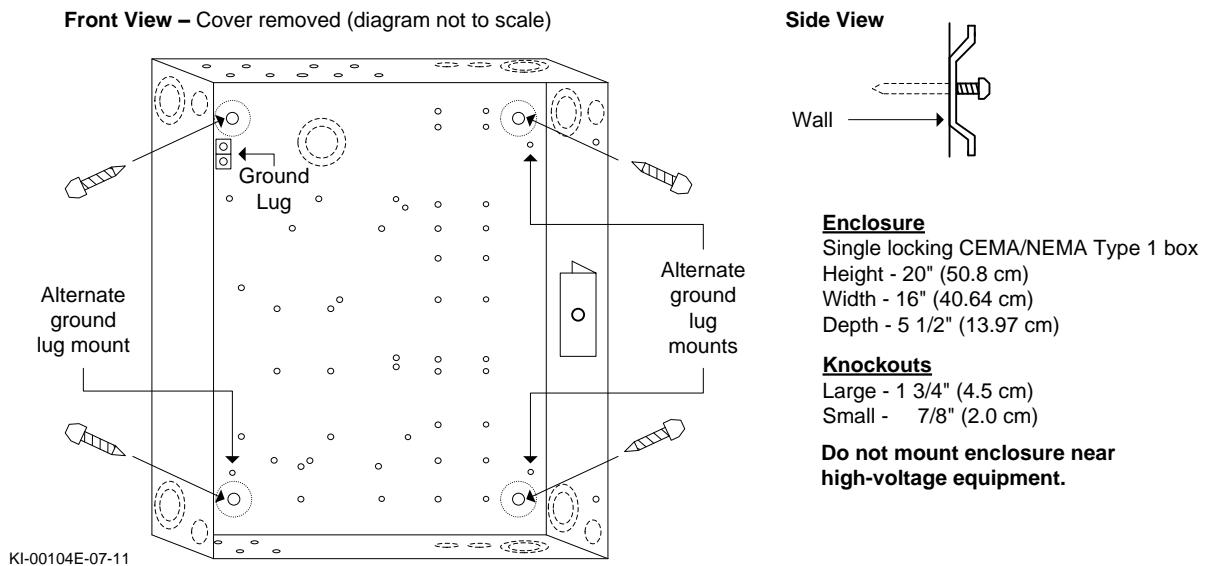 Front View – Cover removed (diagram not to scale)
Side View
Wall
Ground
Lug
Alternate
ground
lug mount
Alternate
ground
lug
mounts
Enclosure
Single locking CEMA/NEMA Type 1 box
Height - 20" (50.8 cm)
Width - 16" (40.64 cm)
Depth - 5 1/2" (13.97 cm)
Knockouts
Large - 1 3/4" (4.5 cm)
Small - 7/8" (2.0 cm)
Do not mount enclosure near
high-voltage equipment.
KI-00104E-07-11